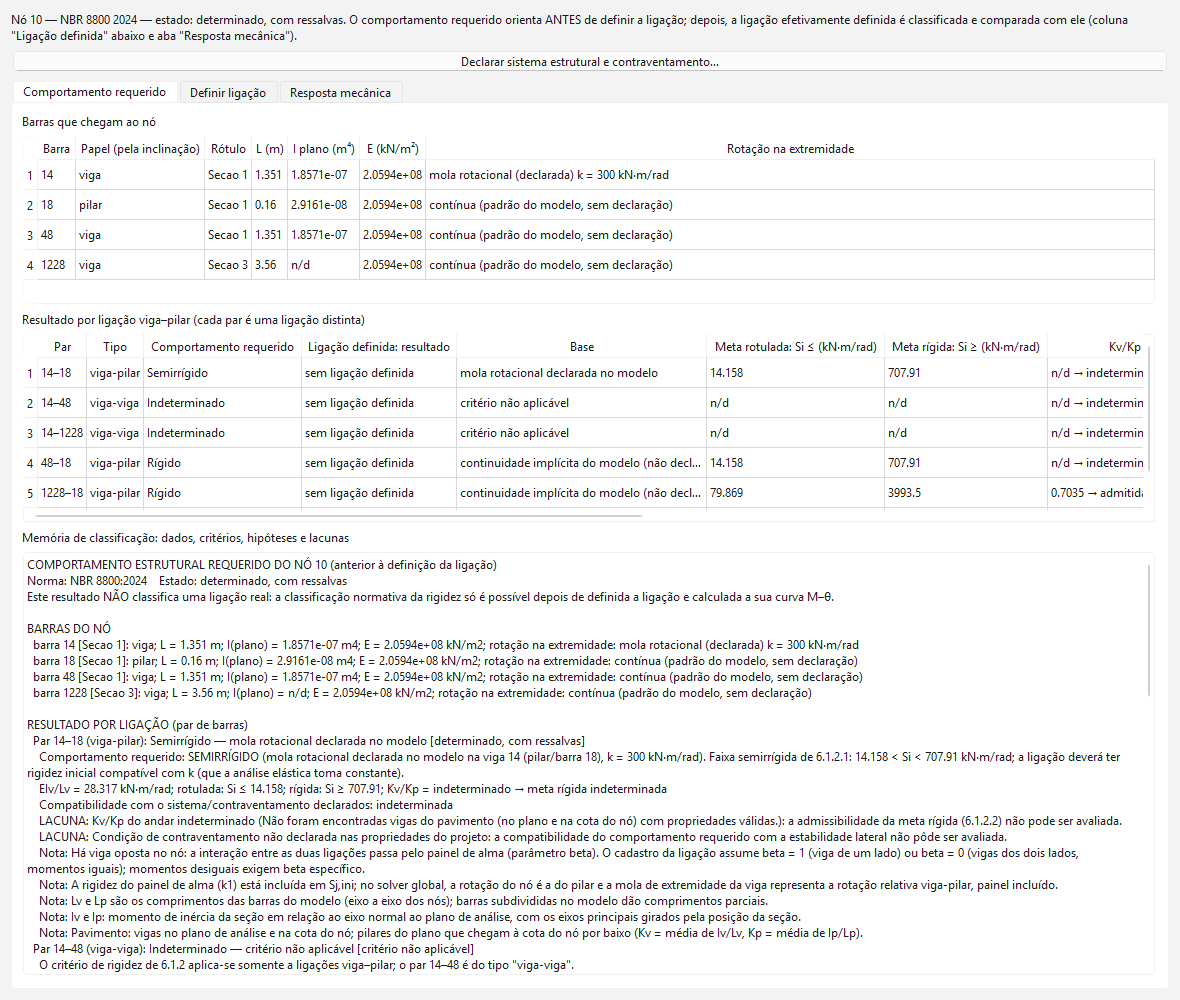 Nó 10 — NBR 8800 2024 — estado: determinado, com ressalvas. O comportamento requerido orienta ANTES de definir a ligação; depois, a ligação efetivamente definida é classificada e comparada com ele (coluna
"Ligação definida" abaixo e aba "Resposta mecânica").
Declarar sistema estrutural e contraventamento...
Comportamento requerido Definir ligação Resposta mecânica
Barras que chegam ao nó
Barra Papel (pela inclinação) Rótulo L (m) I plano (m⁴) E (kN/m²) Rotação na extremidade
1 14 viga Secao 1 1.351 1.8571e-07 2.0594e+08 mola rotacional (declarada) k = 300 kN·m/rad
2 18 pilar Secao 1 0.16 2.9161e-08 2.0594e+08 contínua (padrão do modelo, sem declaração)
3 48 viga Secao 1 1.351 1.8571e-07 2.0594e+08 contínua (padrão do modelo, sem declaração)
4 1228 viga Secao 3 3.56 n/d 2.0594e+08 contínua (padrão do modelo, sem declaração)
Resultado por ligação viga–pilar (cada par é uma ligação distinta)
Par Tipo Comportamento requerido Ligação definida: resultado Base Meta rotulada: Si ≤ (kN·m/rad) Meta rígida: Si ≥ (kN·m/rad) Kv/Kp
1 14–18 viga-pilar Semirrígido sem ligação definida mola rotacional declarada no modelo 14.158 707.91 n/d → indetermin
2 14–48 viga-viga Indeterminado sem ligação definida critério não aplicável n/d n/d n/d → indetermin
3 14–1228 viga-viga Indeterminado sem ligação definida critério não aplicável n/d n/d n/d → indetermin
4 48–18 viga-pilar Rígido sem ligação definida continuidade implícita do modelo (não decl... 14.158 707.91 n/d → indetermin
5 1228–18 viga-pilar Rígido sem ligação definida continuidade implícita do modelo (não decl... 79.869 3993.5 0.7035 → admitida
Memória de classificação: dados, critérios, hipóteses e lacunas
COMPORTAMENTO ESTRUTURAL REQUERIDO DO NÓ 10 (anterior à definição da ligação)
Norma: NBR 8800:2024 Estado: determinado, com ressalvas
Este resultado NÃO classifica uma ligação real: a classificação normativa da rigidez só é possível depois de definida a ligação e calculada a sua curva M–θ.
BARRAS DO NÓ
barra 14 [Secao 1]: viga; L = 1.351 m; I(plano) = 1.8571e-07 m4; E = 2.0594e+08 kN/m2; rotação na extremidade: mola rotacional (declarada) k = 300 kN·m/rad
barra 18 [Secao 1]: pilar; L = 0.16 m; I(plano) = 2.9161e-08 m4; E = 2.0594e+08 kN/m2; rotação na extremidade: contínua (padrão do modelo, sem declaração)
barra 48 [Secao 1]: viga; L = 1.351 m; I(plano) = 1.8571e-07 m4; E = 2.0594e+08 kN/m2; rotação na extremidade: contínua (padrão do modelo, sem declaração)
barra 1228 [Secao 3]: viga; L = 3.56 m; I(plano) = n/d; E = 2.0594e+08 kN/m2; rotação na extremidade: contínua (padrão do modelo, sem declaração)
RESULTADO POR LIGAÇÃO (par de barras)
Par 14–18 (viga-pilar): Semirrígido — mola rotacional declarada no modelo [determinado, com ressalvas]
Comportamento requerido: SEMIRRÍGIDO (mola rotacional declarada no modelo na viga 14 (pilar/barra 18), k = 300 kN·m/rad). Faixa semirrígida de 6.1.2.1: 14.158 < Si < 707.91 kN·m/rad; a ligação deverá ter
rigidez inicial compatível com k (que a análise elástica toma constante).
EIv/Lv = 28.317 kN·m/rad; rotulada: Si ≤ 14.158; rígida: Si ≥ 707.91; Kv/Kp = indeterminado → meta rígida indeterminada
Compatibilidade com o sistema/contraventamento declarados: indeterminada
LACUNA: Kv/Kp do andar indeterminado (Não foram encontradas vigas do pavimento (no plano e na cota do nó) com propriedades válidas.): a admissibilidade da meta rígida (6.1.2.2) não pode ser avaliada.
LACUNA: Condição de contraventamento não declarada nas propriedades do projeto: a compatibilidade do comportamento requerido com a estabilidade lateral não pôde ser avaliada.
Nota: Há viga oposta no nó: a interação entre as duas ligações passa pelo painel de alma (parâmetro beta). O cadastro da ligação assume beta = 1 (viga de um lado) ou beta = 0 (vigas dos dois lados,
momentos iguais); momentos desiguais exigem beta específico.
Nota: A rigidez do painel de alma (k1) está incluída em Sj,ini; no solver global, a rotação do nó é a do pilar e a mola de extremidade da viga representa a rotação relativa viga-pilar, painel incluído.
Nota: Lv e Lp são os comprimentos das barras do modelo (eixo a eixo dos nós); barras subdivididas no modelo dão comprimentos parciais.
Nota: Iv e Ip: momento de inércia da seção em relação ao eixo normal ao plano de análise, com os eixos principais girados pela posição da seção.
Nota: Pavimento: vigas no plano de análise e na cota do nó; pilares do plano que chegam à cota do nó por baixo (Kv = média de Iv/Lv, Kp = média de Ip/Lp).
Par 14–48 (viga-viga): Indeterminado — critério não aplicável [critério não aplicável]
O critério de rigidez de 6.1.2 aplica-se somente a ligações viga–pilar; o par 14–48 é do tipo "viga-viga".